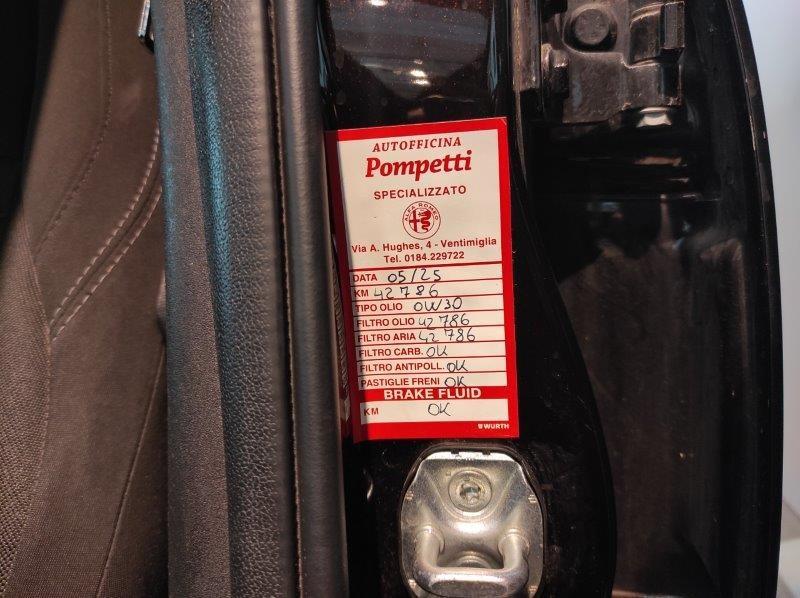 AUTOFFICINA
Pompetti
SPECIALIZZATO
ALFA ROMEO
Via A. Hughes, 4 - Ventimiglia
Tel. 0184.229722
DATA 05/25
KM 42786
TIPO OLIO 0W30
FILTRO OLIO 42786
FILTRO ARIA 42786
FILTRO CARB. OK
FILTRO ANTIPOLL. OK
PASTIGLIE FRENI OK
BRAKE FLUID
KM OK
WURTH